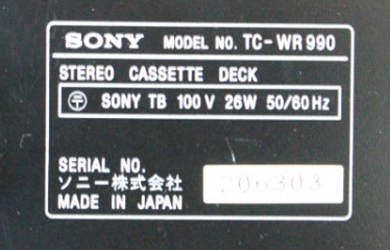 SONY MODEL NO. TC-WR990
STEREO CASSETTE DECK
〒 SONY TB 100V 26W 50/60Hz
SERIAL NO.
ソニー株式会社 206303
MADE IN JAPAN